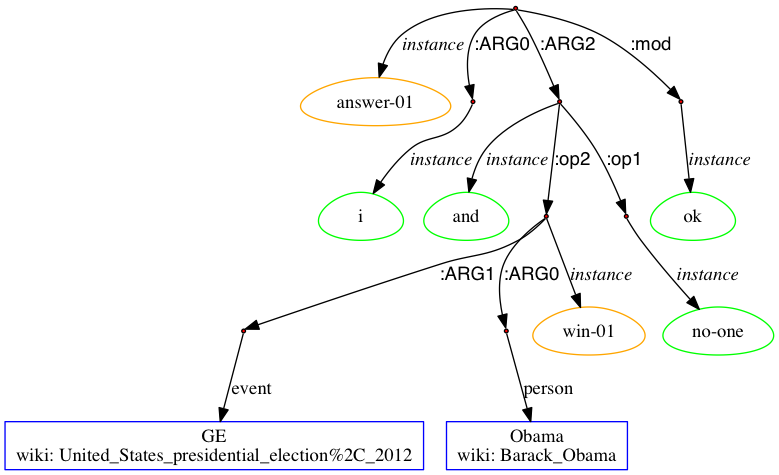 instance :ARG0 :ARG2 :mod
answer-01
instance instance :op2 :op1 instance
i and ok
:ARG1 :ARG0 instance instance
win-01 no-one
event person
GE Obama
wiki: United_States_presidential_election%2C_2012 wiki: Barack_Obama